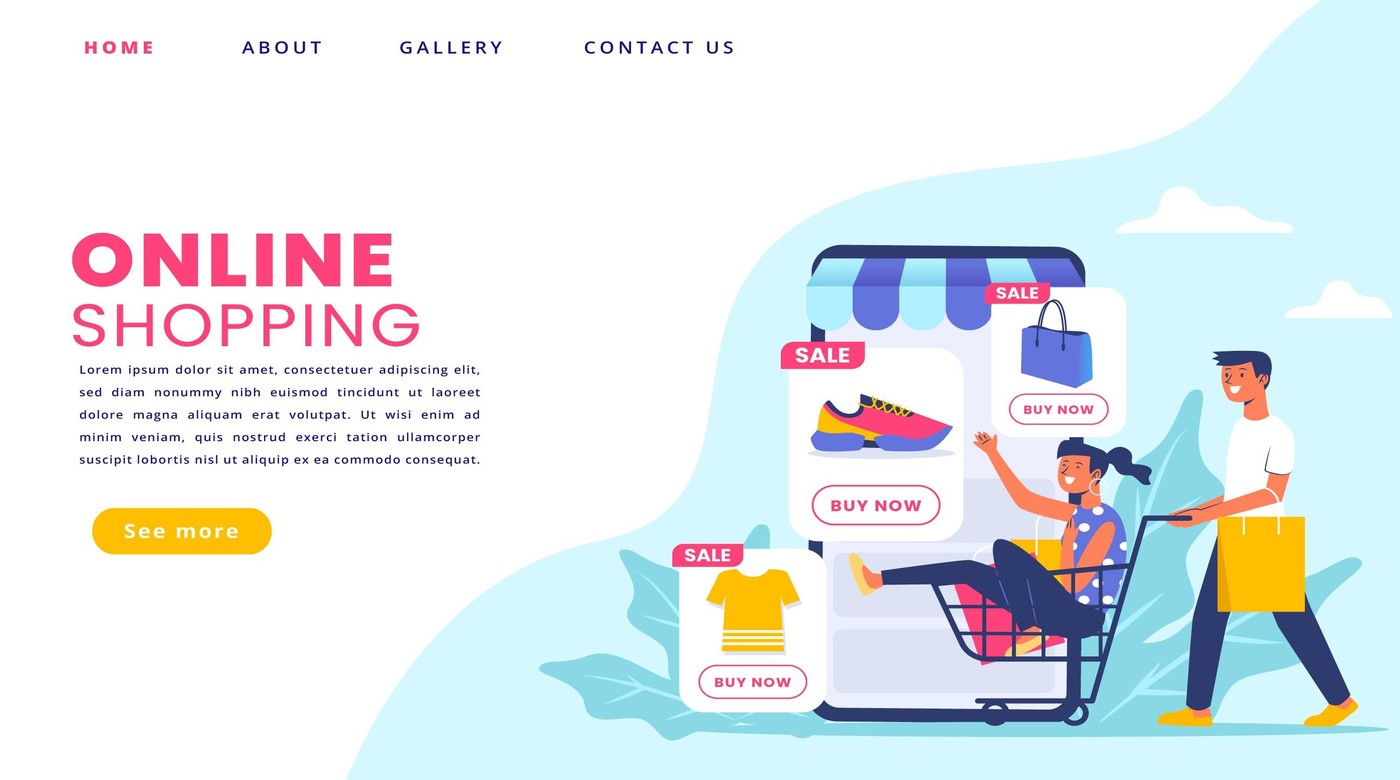 HOME ABOUT GALLERY CONTACT US
ONLINE
SHOPPING
Lorem ipsum dolor sit amet, consectetuer adipiscing elit,
sed diam nonummy nibh euismod tincidunt ut laoreet
dolore magna aliquam erat volutpat. Ut wisi enim ad
minim veniam, quis nostrud exerci tation ullamcorper
suscipit lobortis nisl ut aliquip ex ea commodo consequat.
See more
SALE
BUY NOW
SALE
BUY NOW
SALE
BUY NOW